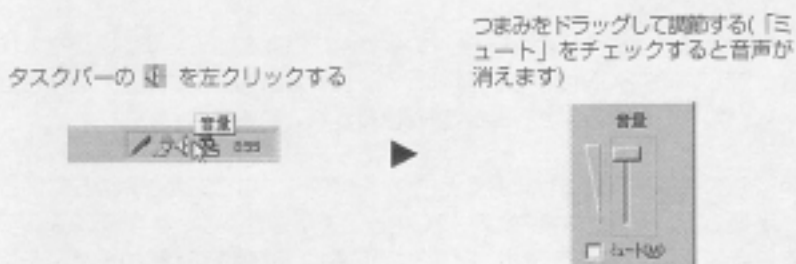 タスクバーの を左クリックする
音量
つまみをドラッグして調節する(「ミ
ュート」をチェックすると音声が
消えます)
音量
ミュート(M)